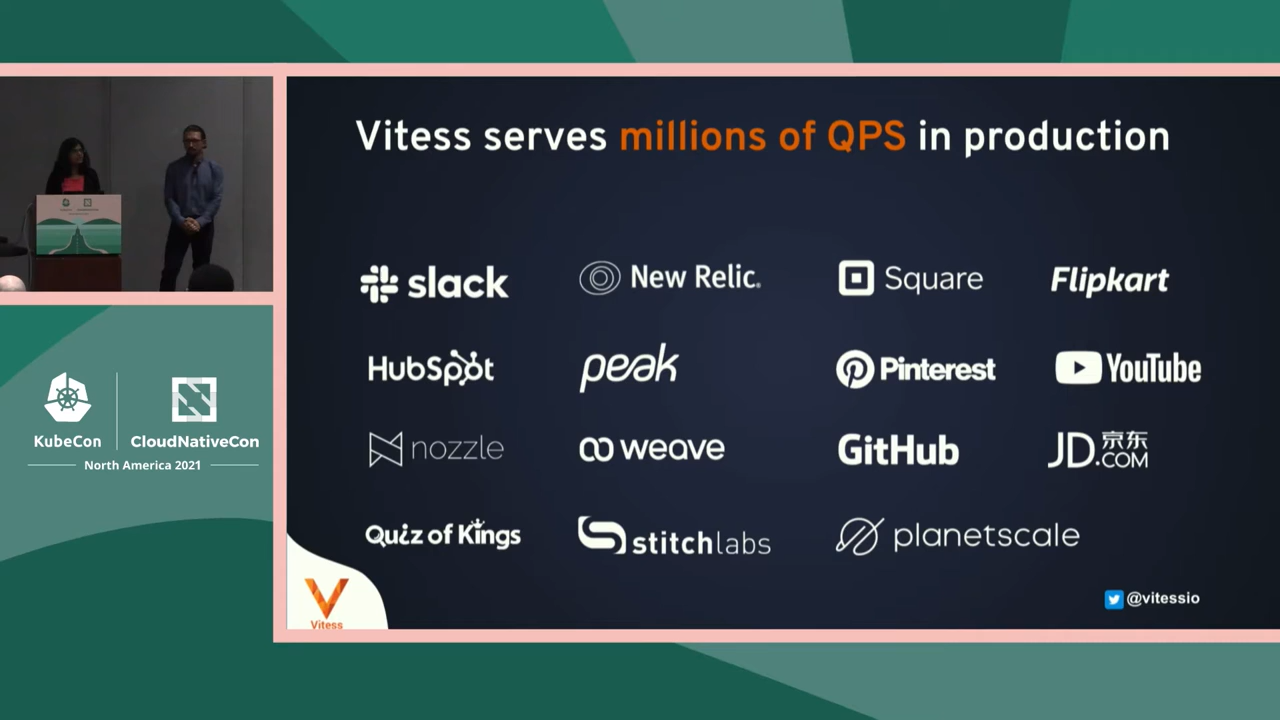 Vitess serves millions of QPS in production
slack
New Relic.
Square
Flipkart
HubSpot
peak
Pinterest
YouTube
nozzle
weave
GitHub
JD.COM 京东
Quiz of Kings
stitchlabs
planetscale
Vitess
@vitessio
KubeCon
CloudNativeCon
North America 2021